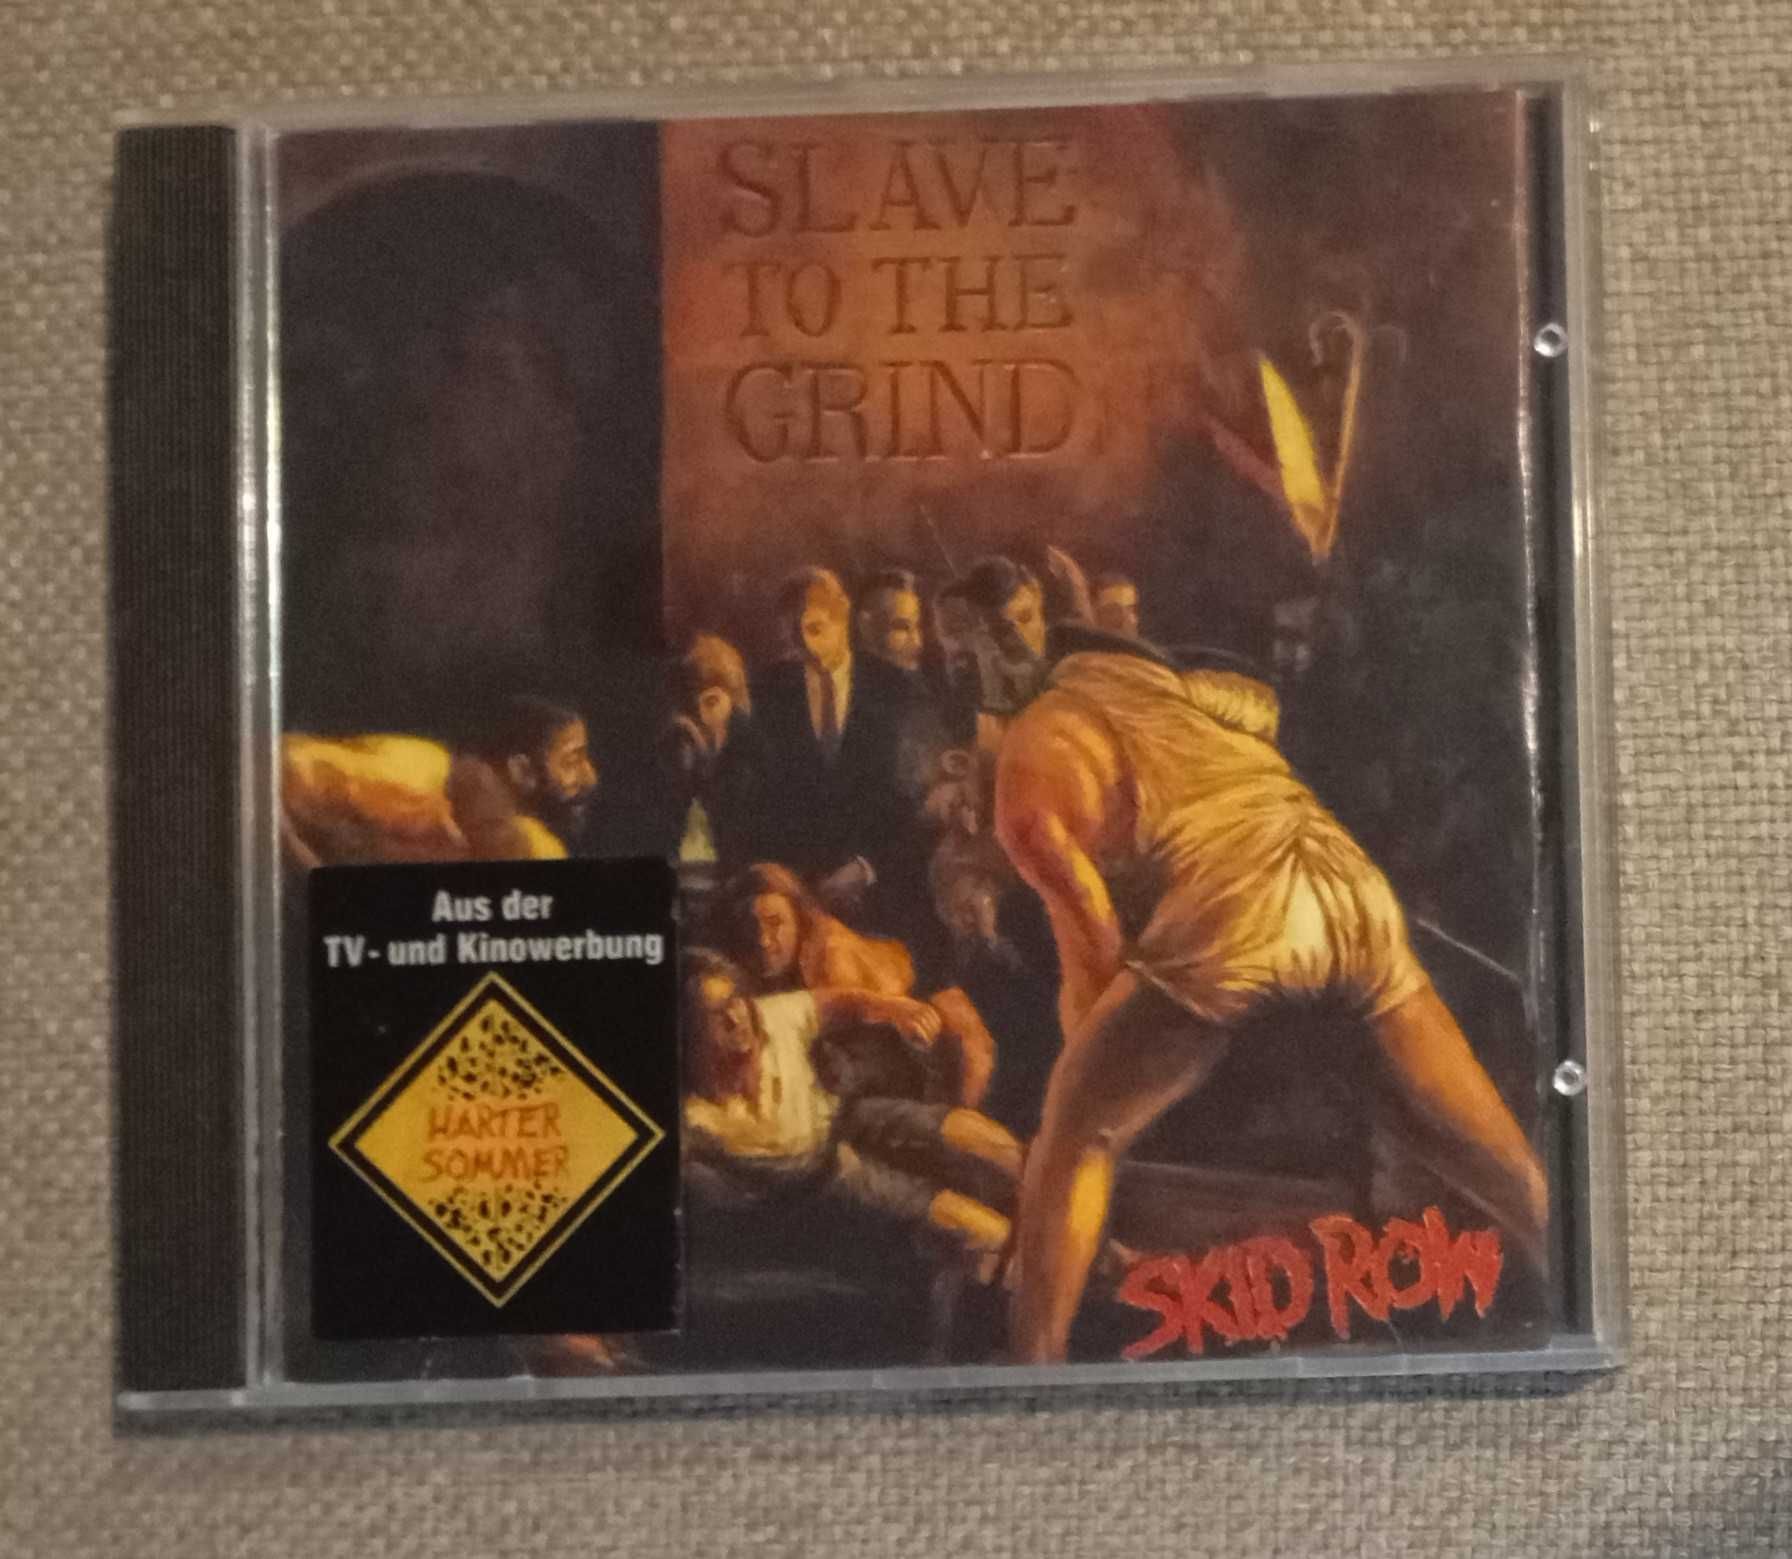 SLAVE
TO THE
GRIND
Aus der
TV- und Kinowerbung
HARTER
SOMMER
SKID ROW